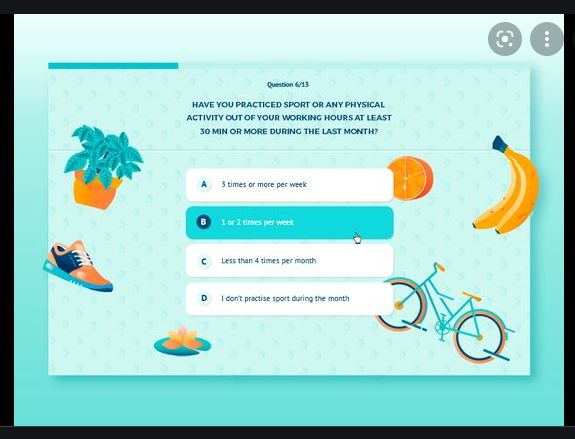 Question 6/13
HAVE YOU PRACTICED SPORT OR ANY PHYSICAL
ACTIVITY OUT OF YOUR WORKING HOURS AT LEAST
30 MIN OR MORE DURING THE LAST MONTH?
A 3 times or more per week
B 1 or 2 times per week
C Less than 4 times per month
D I don't practise sport during the month